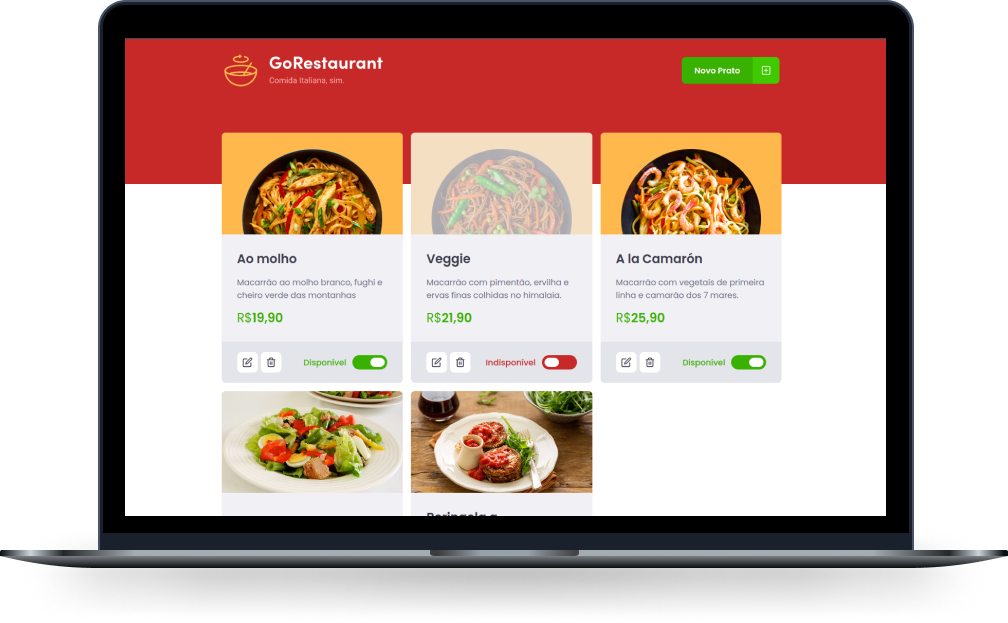 GoRestaurant
Comida Italiana, sim.
Novo Prato
Ao molho
Macarrão ao molho branco, fughi e
cheiro verde das montanhas
R$19,90
Disponível
Veggie
Macarrão com pimentão, ervilha e
ervas finas colhidas no himalaia.
R$21,90
Indisponível
A la Camarón
Macarrão com vegetais de primeira
linha e camarão dos 7 mares.
R$25,90
Disponível